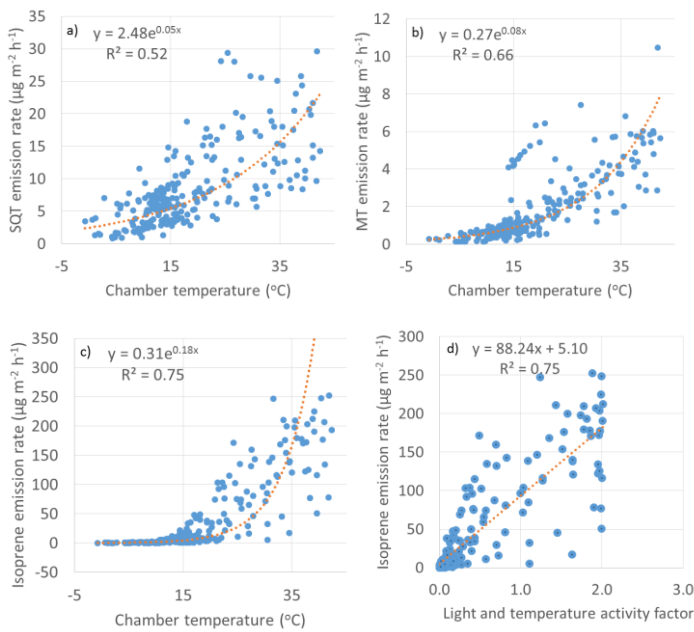 a) y = 2.48e^0.05x
R² = 0.52
SQT emission rate (µg m⁻² h⁻¹)
35
30
25
20
15
10
5
0
-5 15 35
Chamber temperature (°C)
b) y = 0.27e^0.08x
R² = 0.66
MT emission rate (µg m⁻² h⁻¹)
12
10
8
6
4
2
0
-5 15 35
Chamber temperature (°C)
c) y = 0.31e^0.18x
R² = 0.75
Isoprene emission rate (µg m⁻² h⁻¹)
350
300
250
200
150
100
50
0
-50
-5 15 35
Chamber temperature (°C)
d) y = 88.24x + 5.10
R² = 0.75
Isoprene emission rate (µg m⁻² h⁻¹)
300
250
200
150
100
50
0
0.0 1.0 2.0 3.0
Light and temperature activity factor